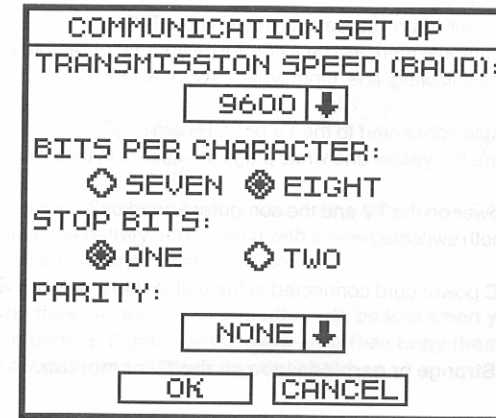 COMMUNICATION SET UP
TRANSMISSION SPEED (BAUD):
9600
BITS PER CHARACTER:
SEVEN EIGHT
STOP BITS:
ONE TWO
PARITY:
NONE
OK CANCEL